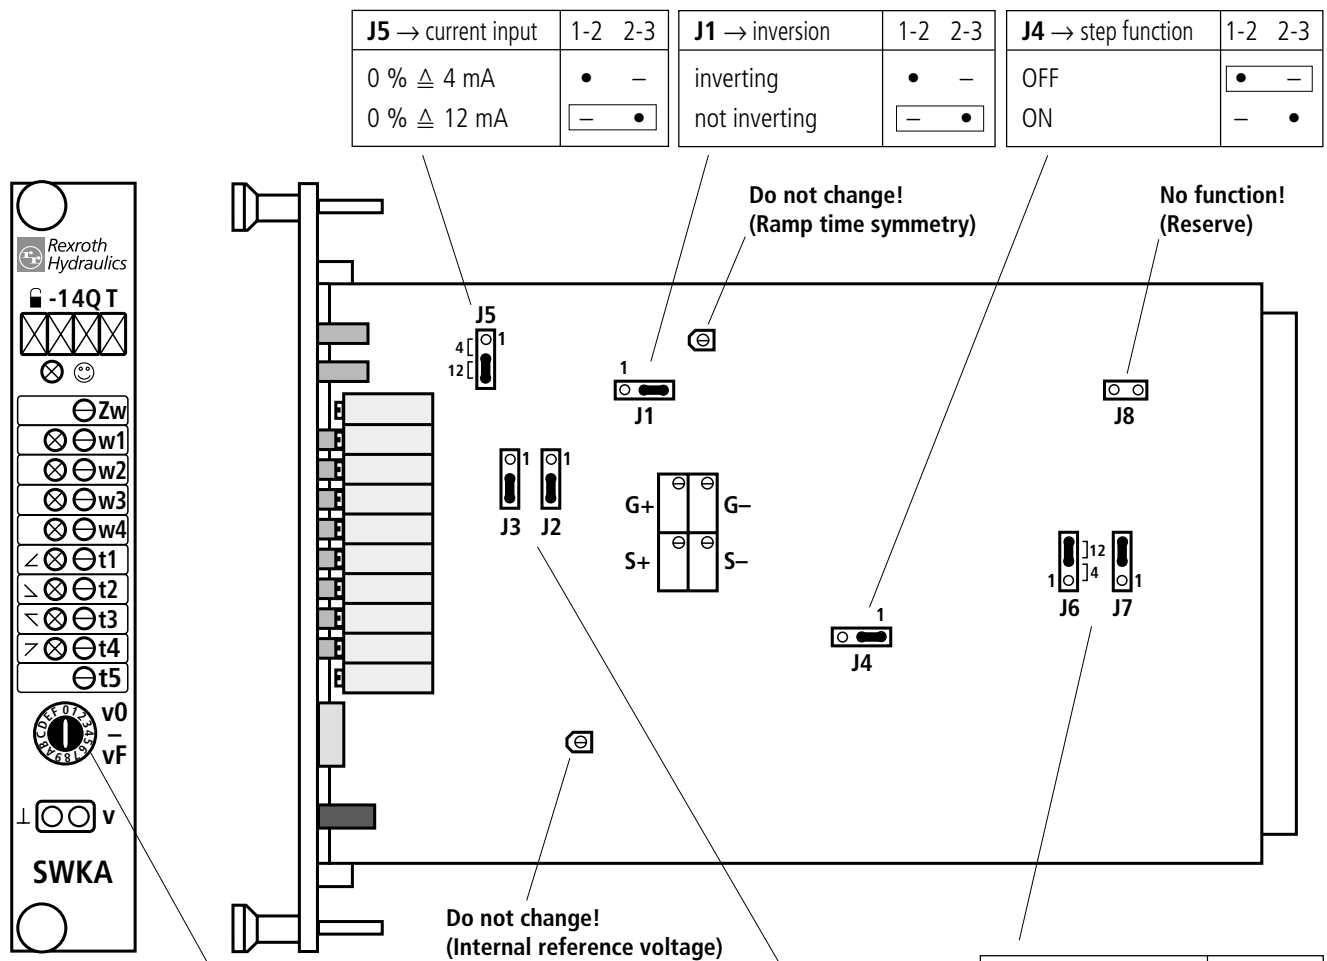 J5 → current input 1-2 2-3
0 % ≙ 4 mA • –
0 % ≙ 12 mA – •
J1 → inversion 1-2 2-3
inverting • –
not inverting – •
J4 → step function 1-2 2-3
OFF • –
ON – •
Do not change!
(Ramp time symmetry)
No function!
(Reserve)
Rexroth
Hydraulics
-14Q T
Zw
w1
w2
w3
w4
t1
t2
t3
t4
t5
0123456789ABCDEF
v0
–
vF
⊥ v
SWKA
J5
1
4
12
1
J1
J8
1
J3
1
J2
G+ G–
S+ S–
12
4
1
J6
1
J7
1
J4
Do not change!
(Internal reference voltage)